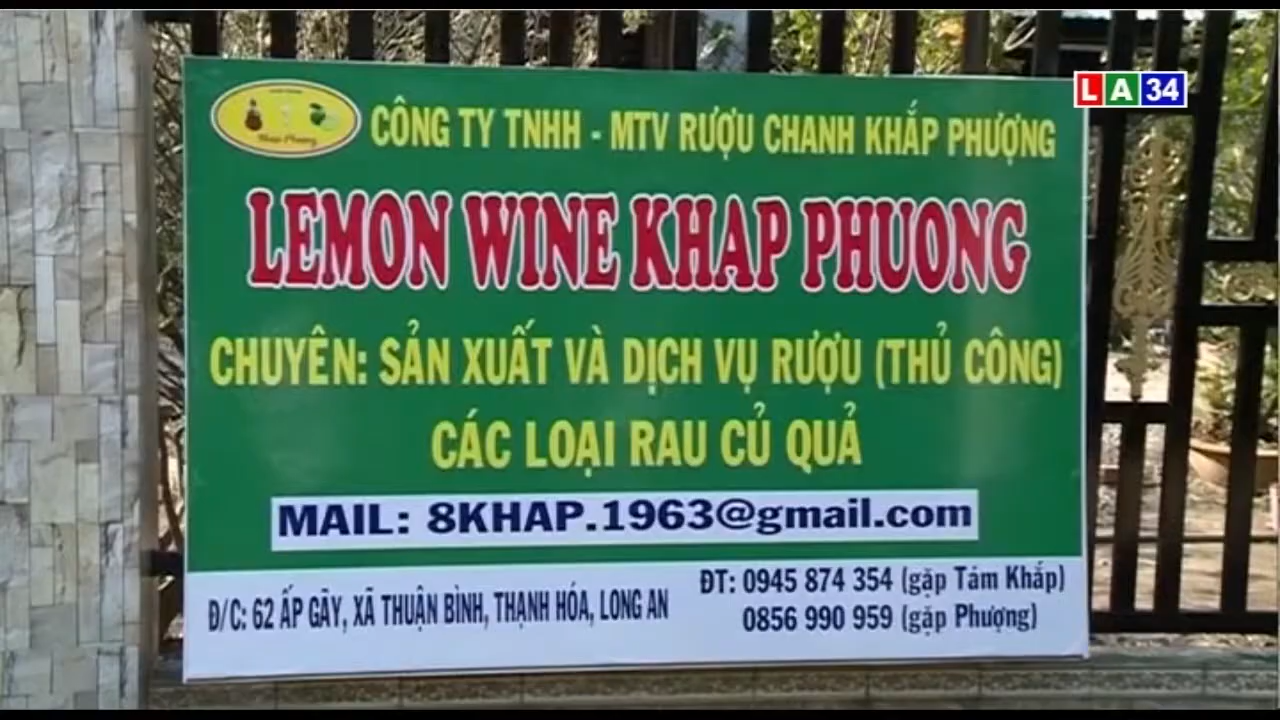 LA34
CÔNG TY TNHH - MTV RƯỢU CHANH KHẮP PHƯỢNG
LEMON WINE KHAP PHUONG
CHUYÊN: SẢN XUẤT VÀ DỊCH VỤ RƯỢU (THỦ CÔNG)
CÁC LOẠI RAU CỦ QUẢ
MAIL: 8KHAP.1963@gmail.com
Đ/C: 62 ẤP GÃY, XÃ THUẬN BÌNH, THẠNH HÓA, LONG AN
ĐT: 0945 874 354 (gặp Tám Khắp)
0856 990 959 (gặp Phượng)